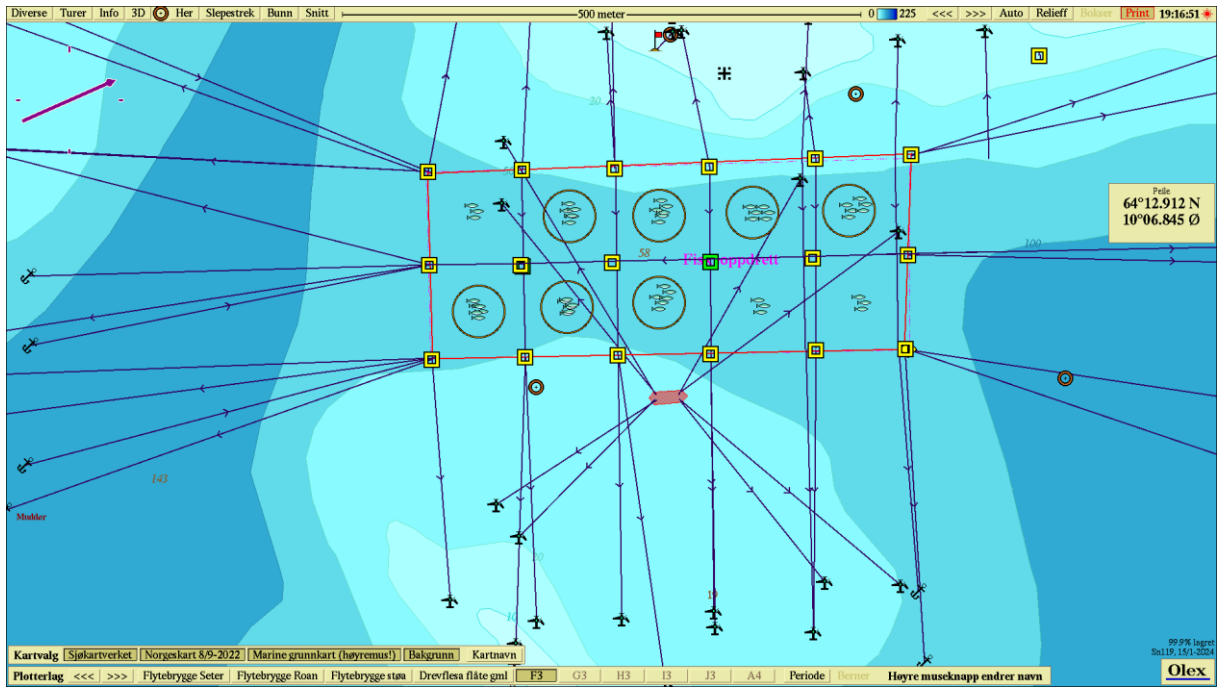 Diverse Turer Info 3D Her Slepestrek Bunn Snitt 500 meter 0 225 <<< >>> Auto Relieff Bokser Print 19:16:51
20
50
Peile
64°12.912 N
10°06.845 Ø
100
58
Fiskeoppdrett
143
Mudder
20
19
10
99.9% lagret
Sn119, 15/1-2024
Kartvalg Sjøkartverket Norgeskart 8/9-2022 Marine grunnkart (høyremus!) Bakgrunn Kartnavn
Plotterlag <<< >>> Flytebrygge Seter Flytebrygge Roan Flytebrygge støa Drevflesa flåte gml F3 G3 H3 I3 J3 A4 Periode Berner Høyre museknapp endrer navn
Olex